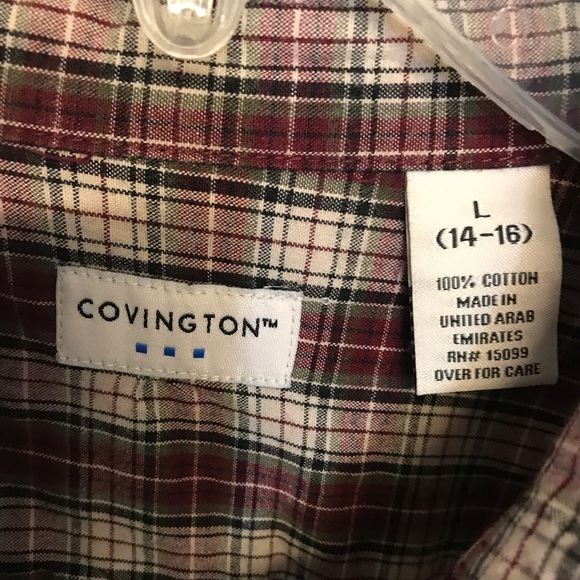 COVINGTON™
L
(14-16)
100% COTTON
MADE IN
UNITED ARAB
EMIRATES
RN# 15099
OVER FOR CARE